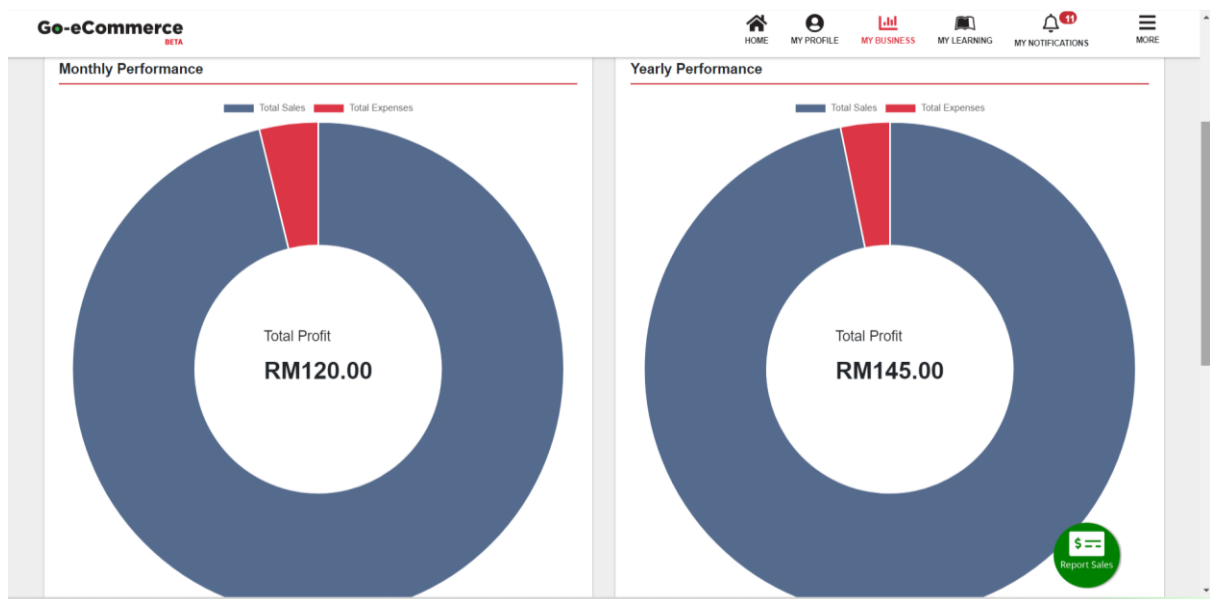 Go-eCommerce
BETA
HOME
MY PROFILE
MY BUSINESS
MY LEARNING
11
MY NOTIFICATIONS
MORE
Monthly Performance
Total Sales Total Expenses
Total Profit
RM120.00
Yearly Performance
Total Sales Total Expenses
Total Profit
RM145.00
$
Report Sales